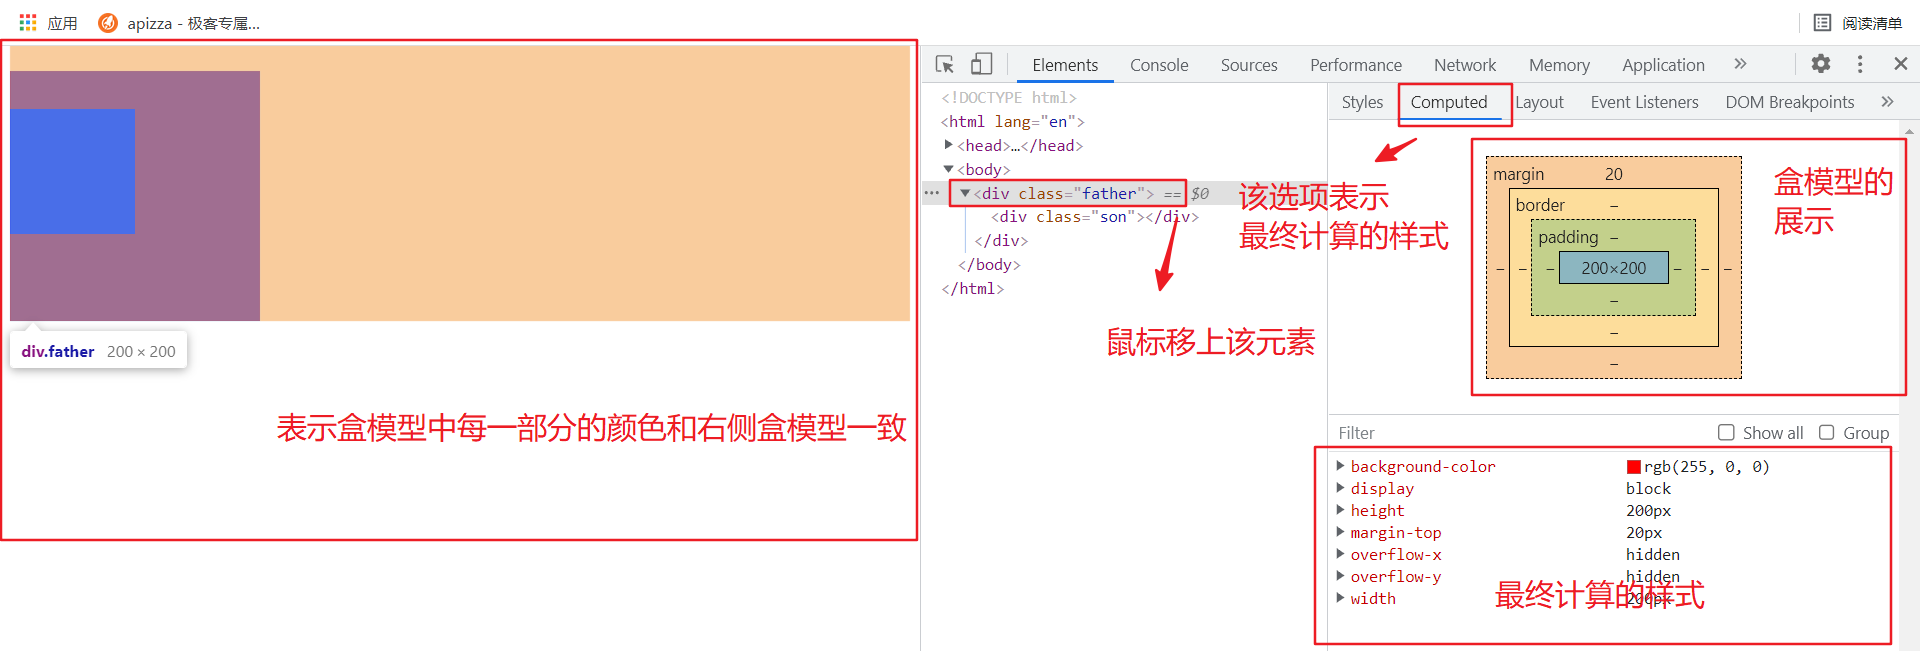 应用 apizza - 极客专属... 阅读清单
Elements Console Sources Performance Network Memory Application »
<!DOCTYPE html>
<html lang="en">
<head>…</head>
<body>
<div class="father"> == $0
<div class="son"></div>
</div>
</body>
</html>
鼠标移上该元素
div.father 200 × 200
表示盒模型中每一部分的颜色和右侧盒模型一致
Styles Computed Layout Event Listeners DOM Breakpoints »
该选项表示
最终计算的样式
margin 20
border –
padding –
– – – 200×200 – – –
–
–
–
盒模型的
展示
Filter Show all Group
background-color rgb(255, 0, 0)
display block
height 200px
margin-top 20px
overflow-x hidden
overflow-y hidden
width 200px
最终计算的样式